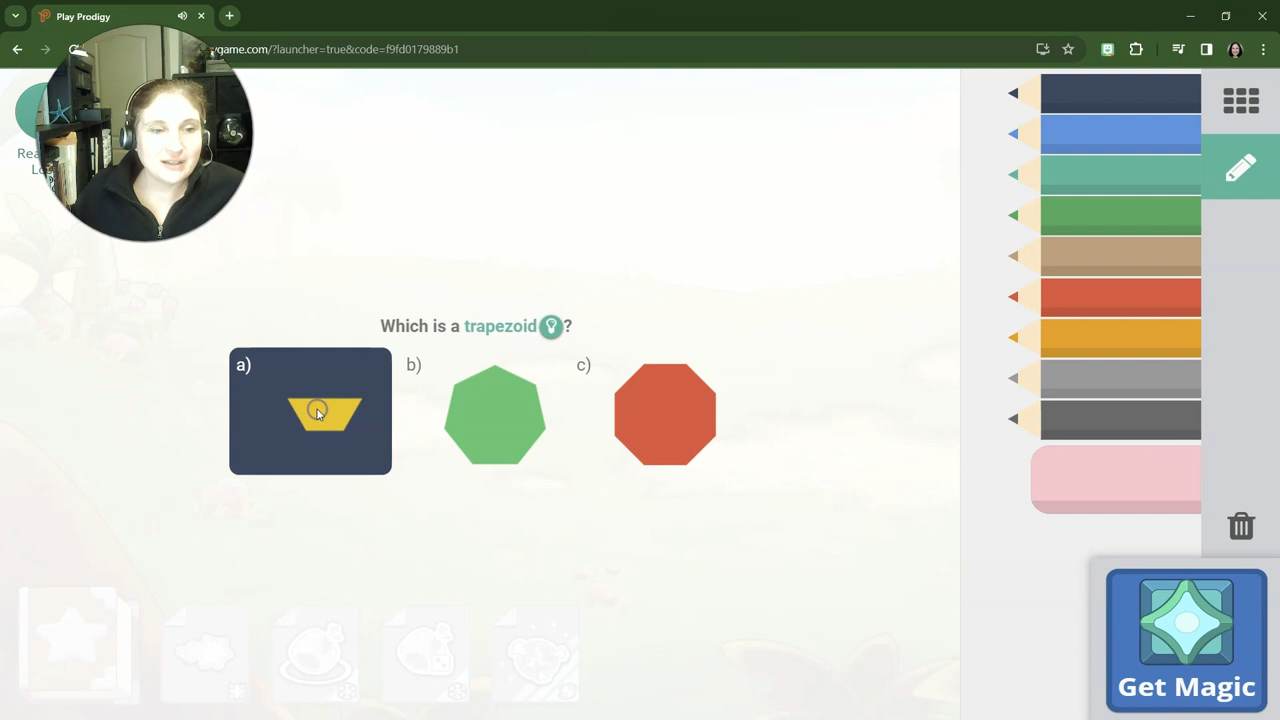 Play Prodigy
game.com/?launcher=true&code=f9fd0179889b1
Which is a trapezoid ?
a)
b)
c)
Get Magic